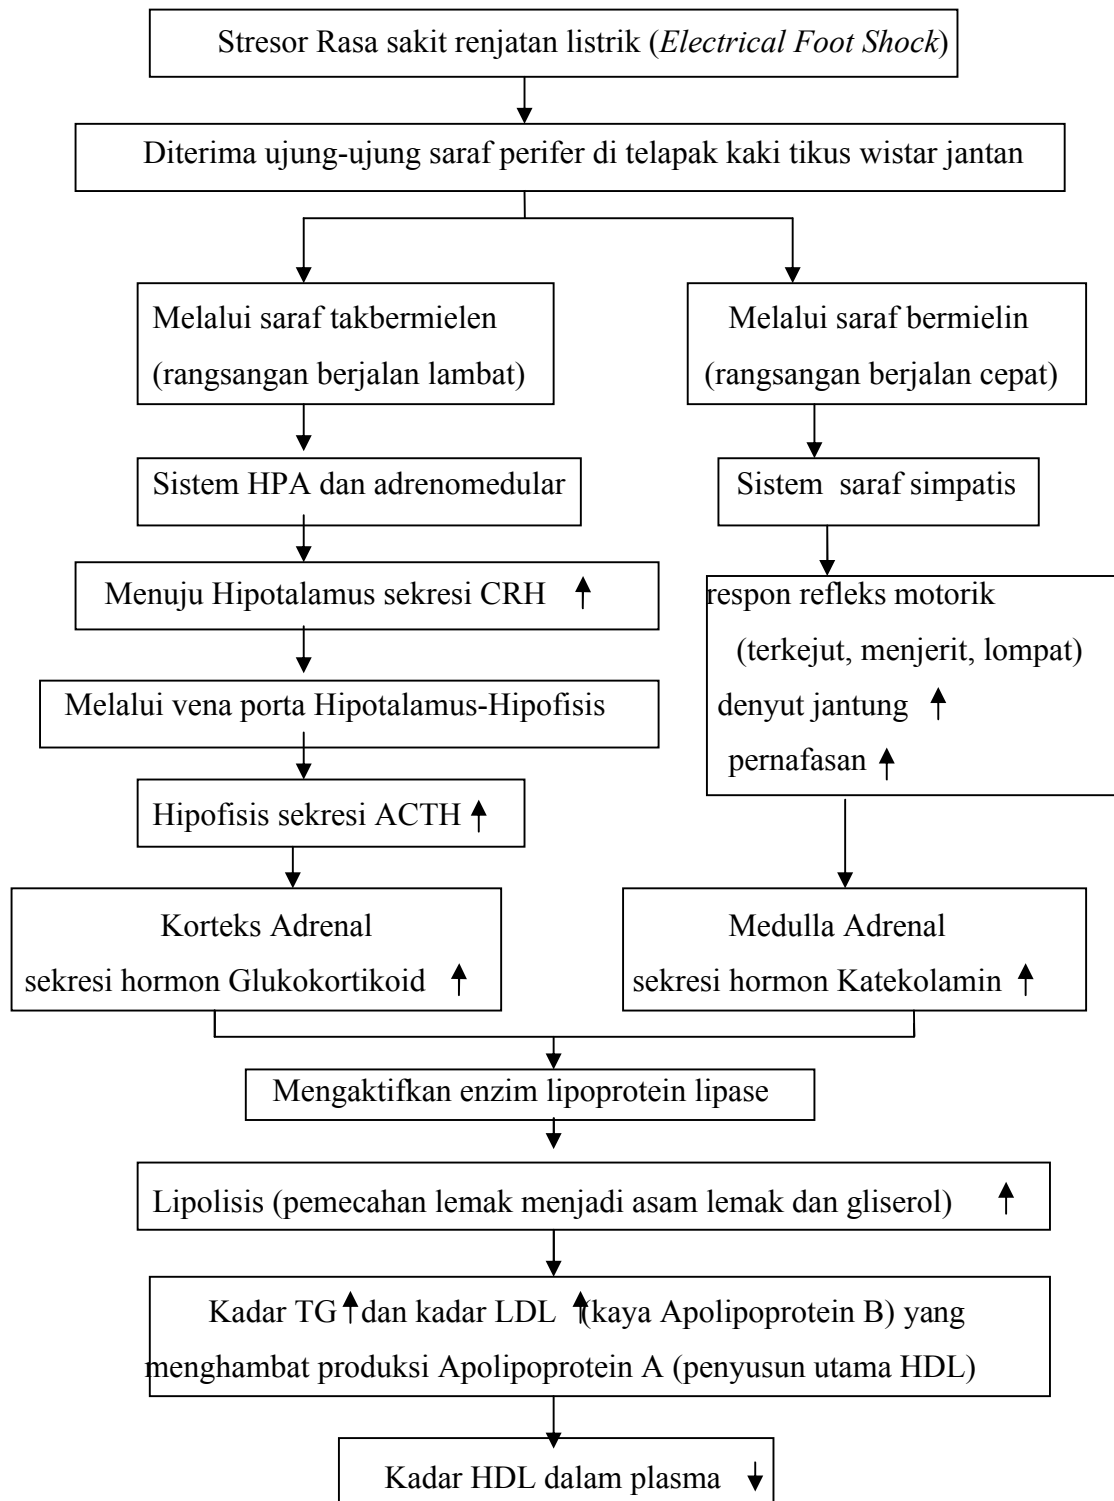 Stresor Rasa sakit renjatan listrik (Electrical Foot Shock)
Diterima ujung-ujung saraf perifer di telapak kaki tikus wistar jantan
Melalui saraf takbermielen
(rangsangan berjalan lambat)
Melalui saraf bermielin
(rangsangan berjalan cepat)
Sistem HPA dan adrenomedular
Sistem saraf simpatis
Menuju Hipotalamus sekresi CRH ↑
respon refleks motorik
(terkejut, menjerit, lompat)
denyut jantung ↑
pernafasan ↑
Melalui vena porta Hipotalamus-Hipofisis
Hipofisis sekresi ACTH ↑
Korteks Adrenal
sekresi hormon Glukokortikoid ↑
Medulla Adrenal
sekresi hormon Katekolamin ↑
Mengaktifkan enzim lipoprotein lipase
Lipolisis (pemecahan lemak menjadi asam lemak dan gliserol) ↑
Kadar TG ↑ dan kadar LDL ↑ (kaya Apolipoprotein B) yang
menghambat produksi Apolipoprotein A (penyusun utama HDL)
Kadar HDL dalam plasma ↓